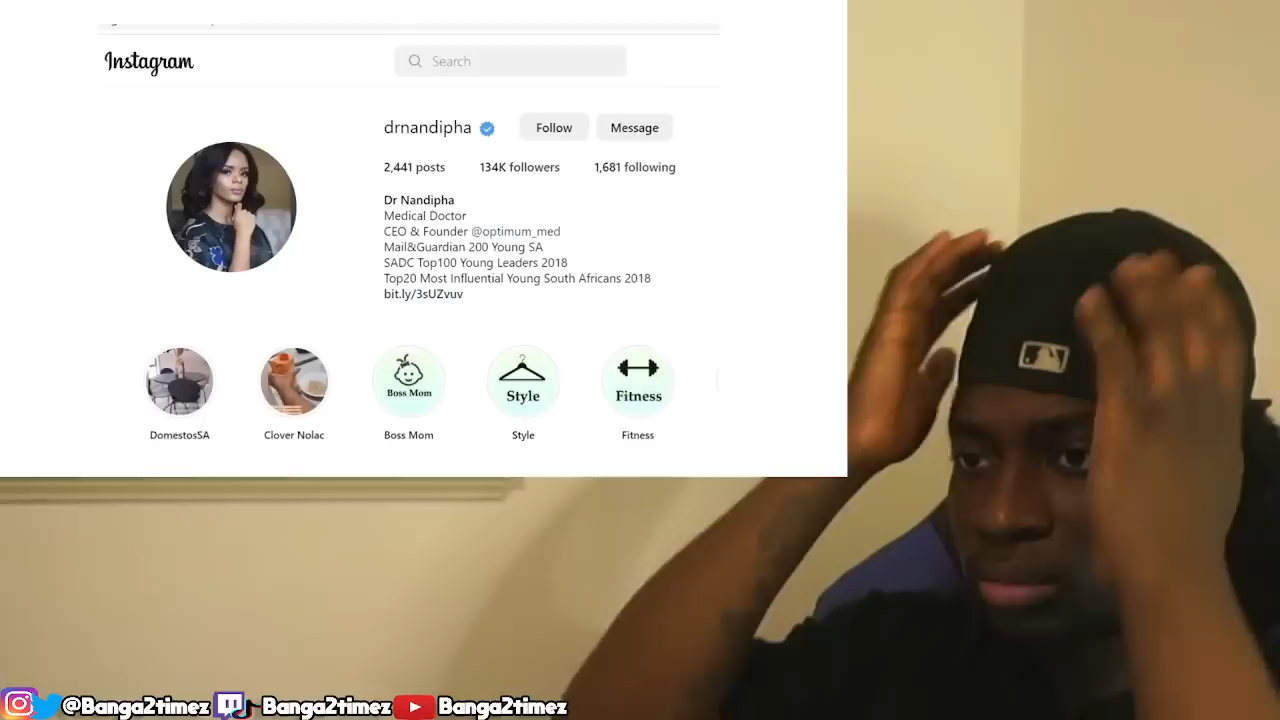 Instagram
Search
drnandipha
Follow
Message
2,441 posts 134K followers 1,681 following
Dr Nandipha
Medical Doctor
CEO & Founder @optimum_med
Mail&Guardian 200 Young SA
SADC Top100 Young Leaders 2018
Top20 Most Influential Young South Africans 2018
bit.ly/3sUZvuv
Boss Mom
Style
Fitness
DomestosSA Clover Nolac Boss Mom Style Fitness
@Banga2timez Banga2timez Banga2timez